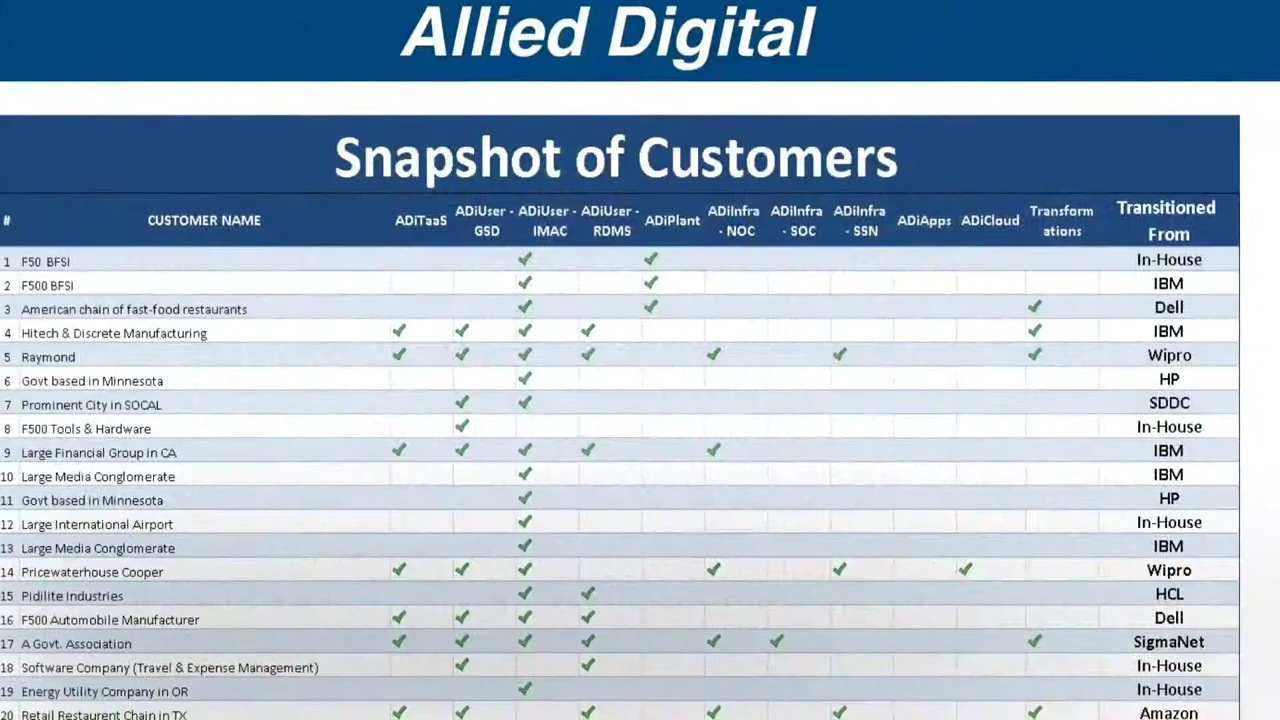 Allied Digital
Snapshot of Customers
# CUSTOMER NAME ADiTaaS ADiUser - GSD ADiUser - IMAC ADiUser - RDMS ADiPlant ADiInfra - NOC ADiInfra - SOC ADiInfra - SSN ADiApps ADiCloud Transform ations Transitioned From
1 F50 BFSI ✔ ✔ In-House
2 F500 BFSI ✔ ✔ IBM
3 American chain of fast-food restaurants ✔ ✔ ✔ Dell
4 Hitech & Discrete Manufacturing ✔ ✔ ✔ ✔ ✔ IBM
5 Raymond ✔ ✔ ✔ ✔ ✔ ✔ ✔ Wipro
6 Govt based in Minnesota ✔ HP
7 Prominent City in SOCAL ✔ ✔ SDDC
8 F500 Tools & Hardware ✔ In-House
9 Large Financial Group in CA ✔ ✔ ✔ ✔ ✔ IBM
10 Large Media Conglomerate ✔ IBM
11 Govt based in Minnesota ✔ HP
12 Large International Airport ✔ In-House
13 Large Media Conglomerate ✔ IBM
14 Pricewaterhouse Cooper ✔ ✔ ✔ ✔ ✔ ✔ Wipro
15 Pidilite Industries ✔ ✔ HCL
16 F500 Automobile Manufacturer ✔ ✔ ✔ ✔ Dell
17 A Govt. Association ✔ ✔ ✔ ✔ ✔ ✔ ✔ SigmaNet
18 Software Company (Travel & Expense Management) ✔ ✔ In-House
19 Energy Utility Company in OR ✔ In-House
20 Retail Restaurent Chain in TX ✔ ✔ ✔ ✔ ✔ ✔ Amazon